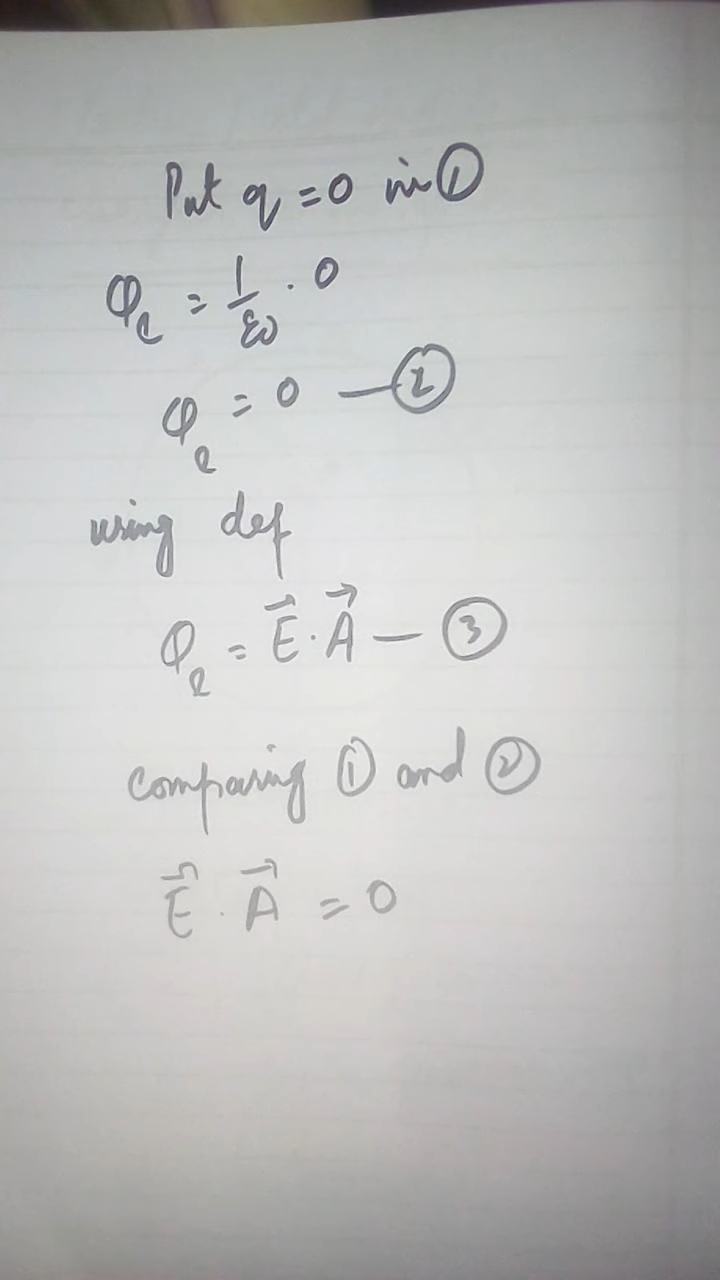 Put q = 0 in ①
φe = 1/ε0 . 0
φe = 0 — ②
using def
φe = E⃗ . A⃗ — ③
comparing ① and ②
E⃗ . A⃗ = 0